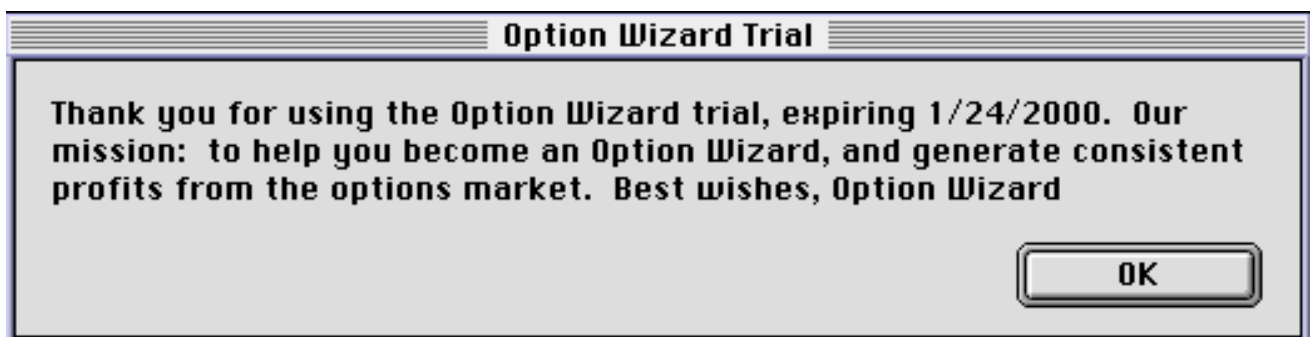 Option Wizard Trial
Thank you for using the Option Wizard trial, expiring 1/24/2000.  Our
mission:  to help you become an Option Wizard, and generate consistent
profits from the options market.  Best wishes, Option Wizard
OK